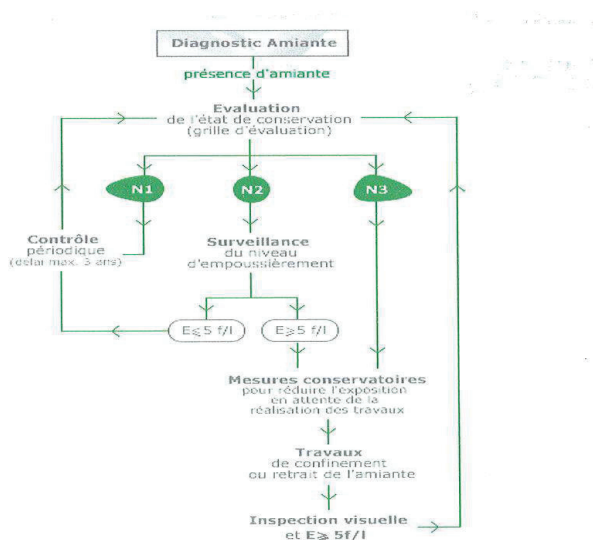 Diagnostic Amiante
présence d'amiante
Evaluation
de l'état de conservation
(grille d'évaluation)
N1
N2
N3
Contrôle
périodique
(délai max. 3 ans)
Surveillance
du niveau
d'empoussièrement
E⩽5 f/l
E⩾5 f/l
Mesures conservatoires
pour réduire l'exposition
en attente de la
réalisation des travaux
Travaux
de confinement
ou retrait de l'amiante
Inspection visuelle
et E⩾ 5f/l